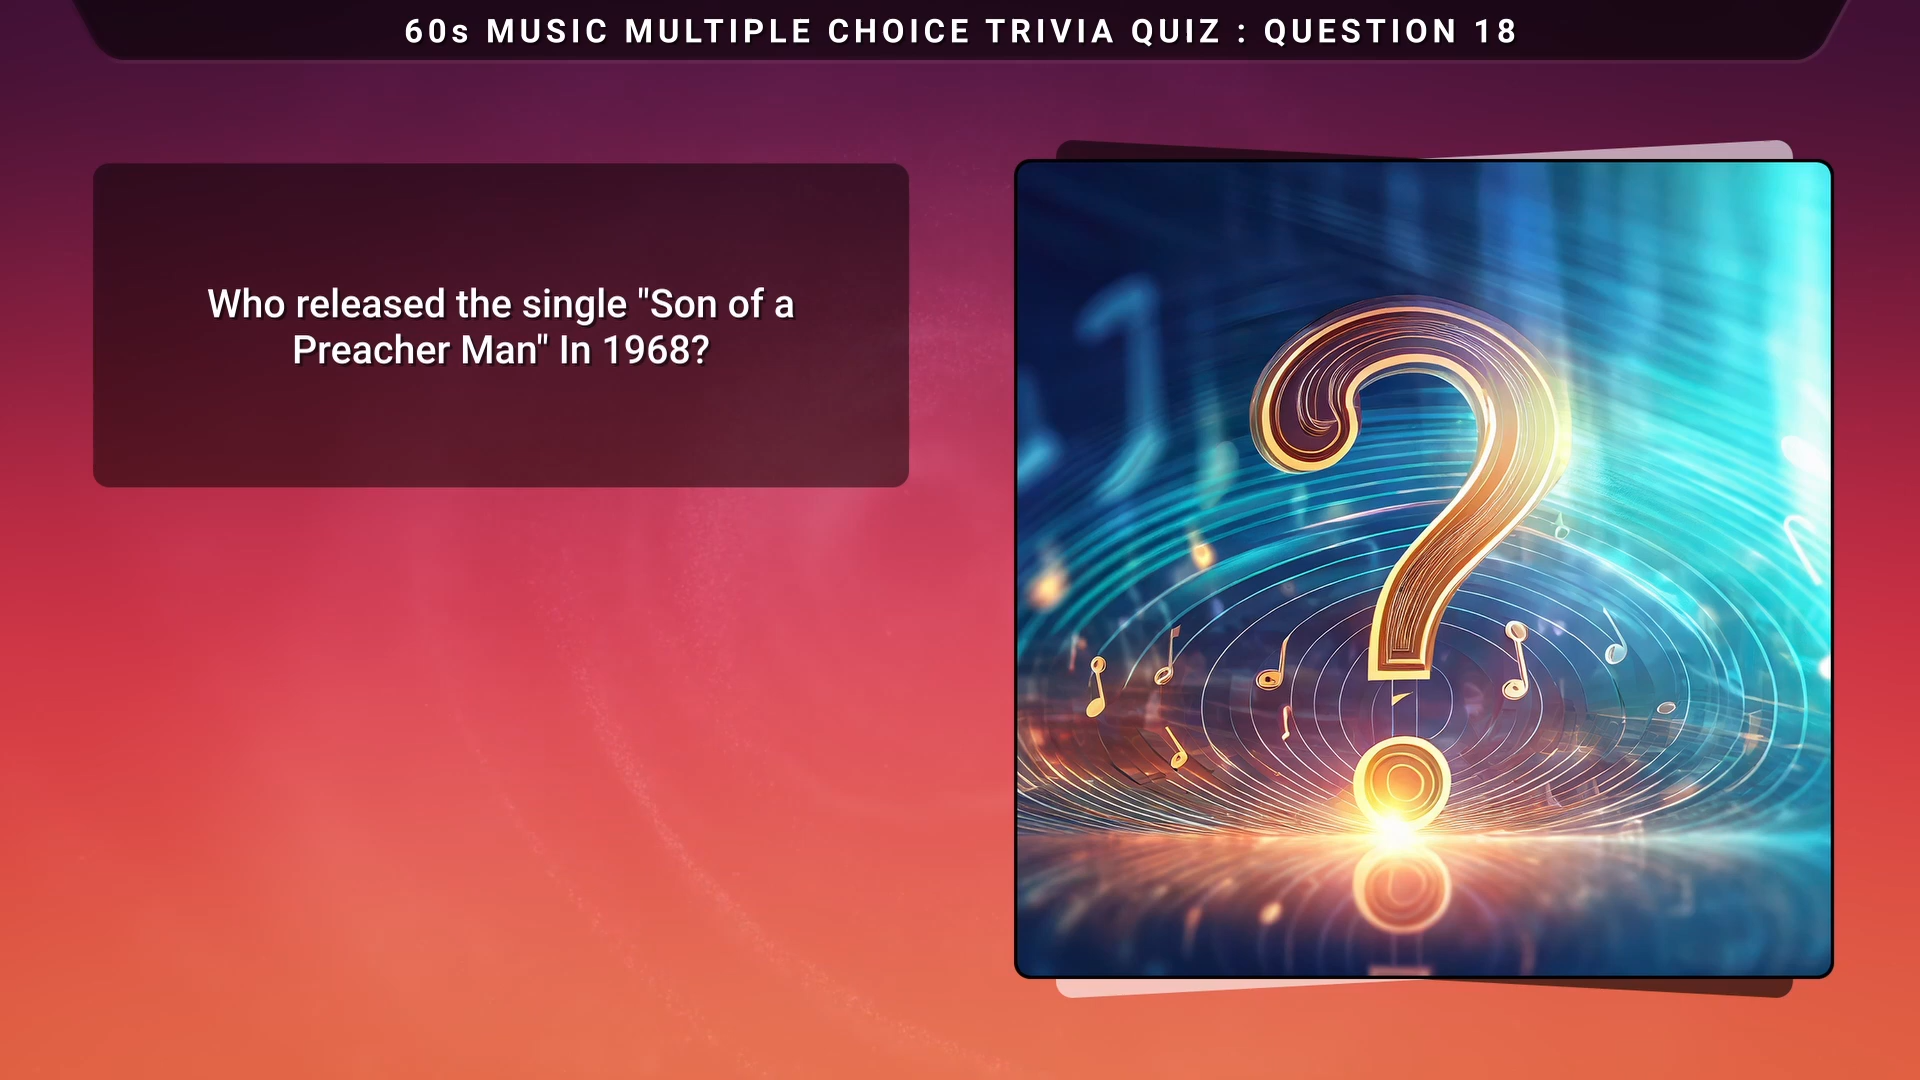 60s MUSIC MULTIPLE CHOICE TRIVIA QUIZ : QUESTION 18
Who released the single "Son of a
Preacher Man" In 1968?